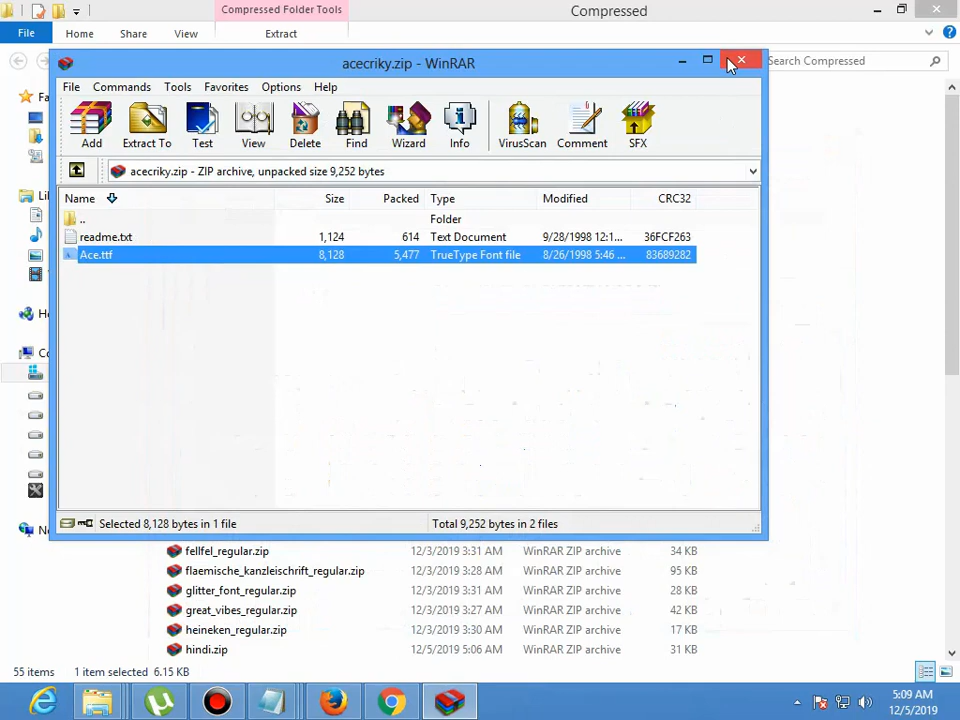 Compressed Folder Tools
Compressed
File
Home
Share
View
Extract
acecriky.zip - WinRAR
Search Compressed
File
Commands
Tools
Favorites
Options
Help
Add
Extract To
Test
View
Delete
Find
Wizard
Info
VirusScan
Comment
SFX
acecriky.zip - ZIP archive, unpacked size 9,252 bytes
Name
Size
Packed
Type
Modified
CRC32
..
Folder
readme.txt 1,124 614 Text Document 9/28/1998 12:1... 36FCF263
Ace.ttf 8,128 5,477 TrueType Font file 8/26/1998 5:46 ... 83689282
Fa
Lib
Ho
Co
Ne
Selected 8,128 bytes in 1 file
Total 9,252 bytes in 2 files
fellfel_regular.zip 12/3/2019 3:31 AM WinRAR ZIP archive 34 KB
flaemische_kanzleischrift_regular.zip 12/3/2019 3:28 AM WinRAR ZIP archive 95 KB
glitter_font_regular.zip 12/3/2019 3:31 AM WinRAR ZIP archive 28 KB
great_vibes_regular.zip 12/3/2019 3:27 AM WinRAR ZIP archive 42 KB
heineken_regular.zip 12/3/2019 3:30 AM WinRAR ZIP archive 17 KB
hindi.zip 12/5/2019 5:06 AM WinRAR ZIP archive 31 KB
55 items
1 item selected 6.15 KB
5:09 AM
12/5/2019